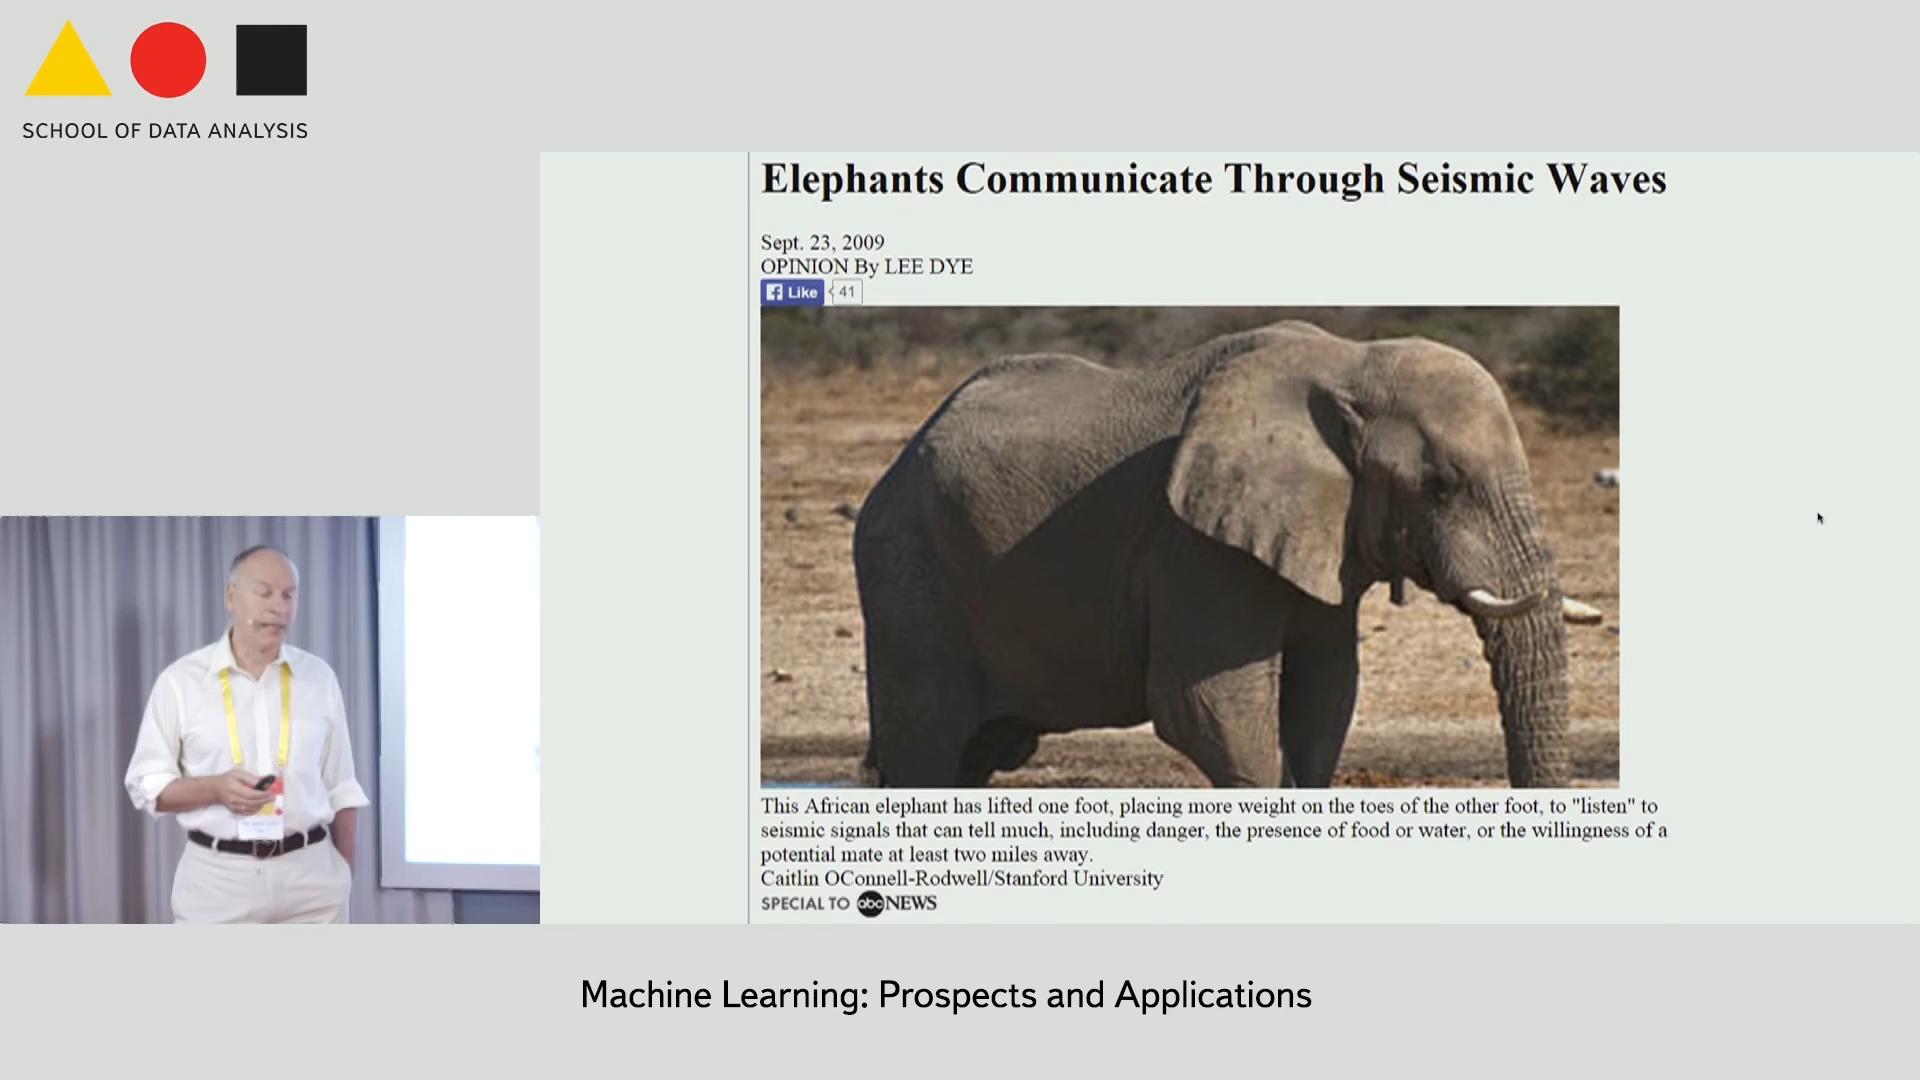 SCHOOL OF DATA ANALYSIS
Elephants Communicate Through Seismic Waves
Sept. 23, 2009
OPINION By LEE DYE
Like 41
This African elephant has lifted one foot, placing more weight on the toes of the other foot, to "listen" to
seismic signals that can tell much, including danger, the presence of food or water, or the willingness of a
potential mate at least two miles away.
Caitlin OConnell-Rodwell/Stanford University
SPECIAL TO abc NEWS
Machine Learning: Prospects and Applications